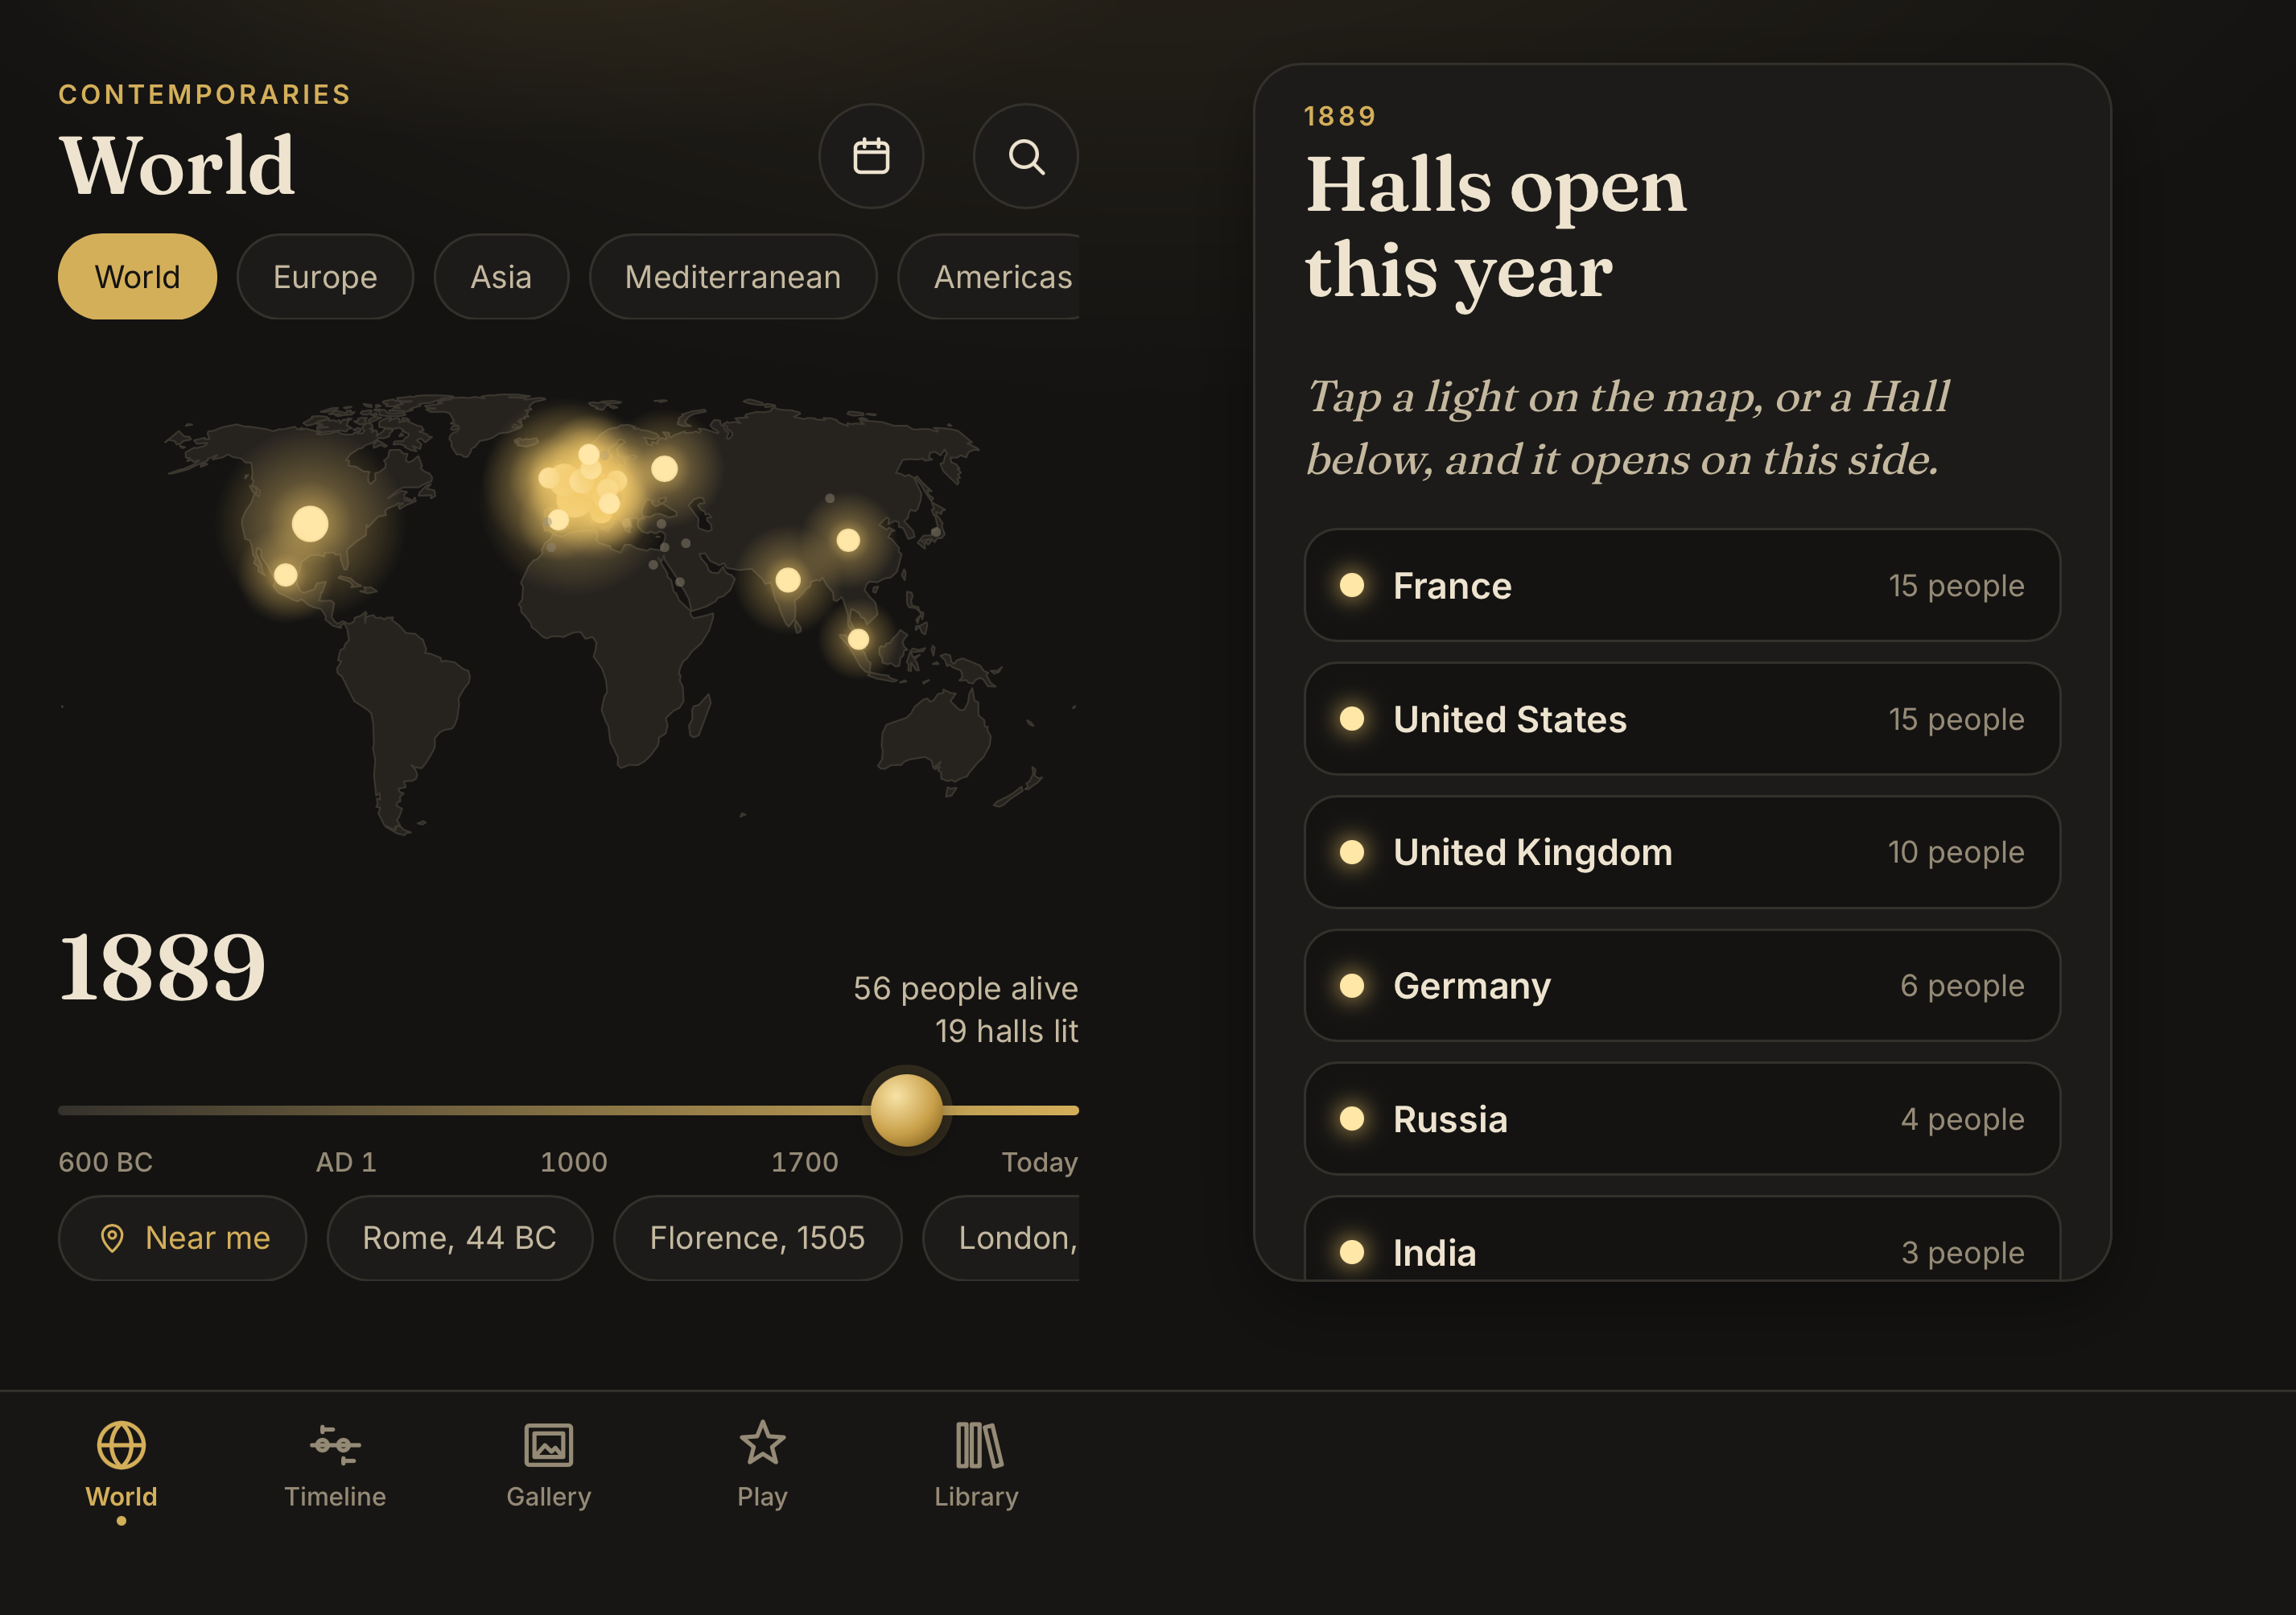 CONTEMPORARIES
World
World
Europe
Asia
Mediterranean
Americas
1889
56 people alive
19 halls lit
600 BC
AD 1
1000
1700
Today
Near me
Rome, 44 BC
Florence, 1505
London,
1889
Halls open
this year
Tap a light on the map, or a Hall
below, and it opens on this side.
France
15 people
United States
15 people
United Kingdom
10 people
Germany
6 people
Russia
4 people
India
3 people
World
Timeline
Gallery
Play
Library